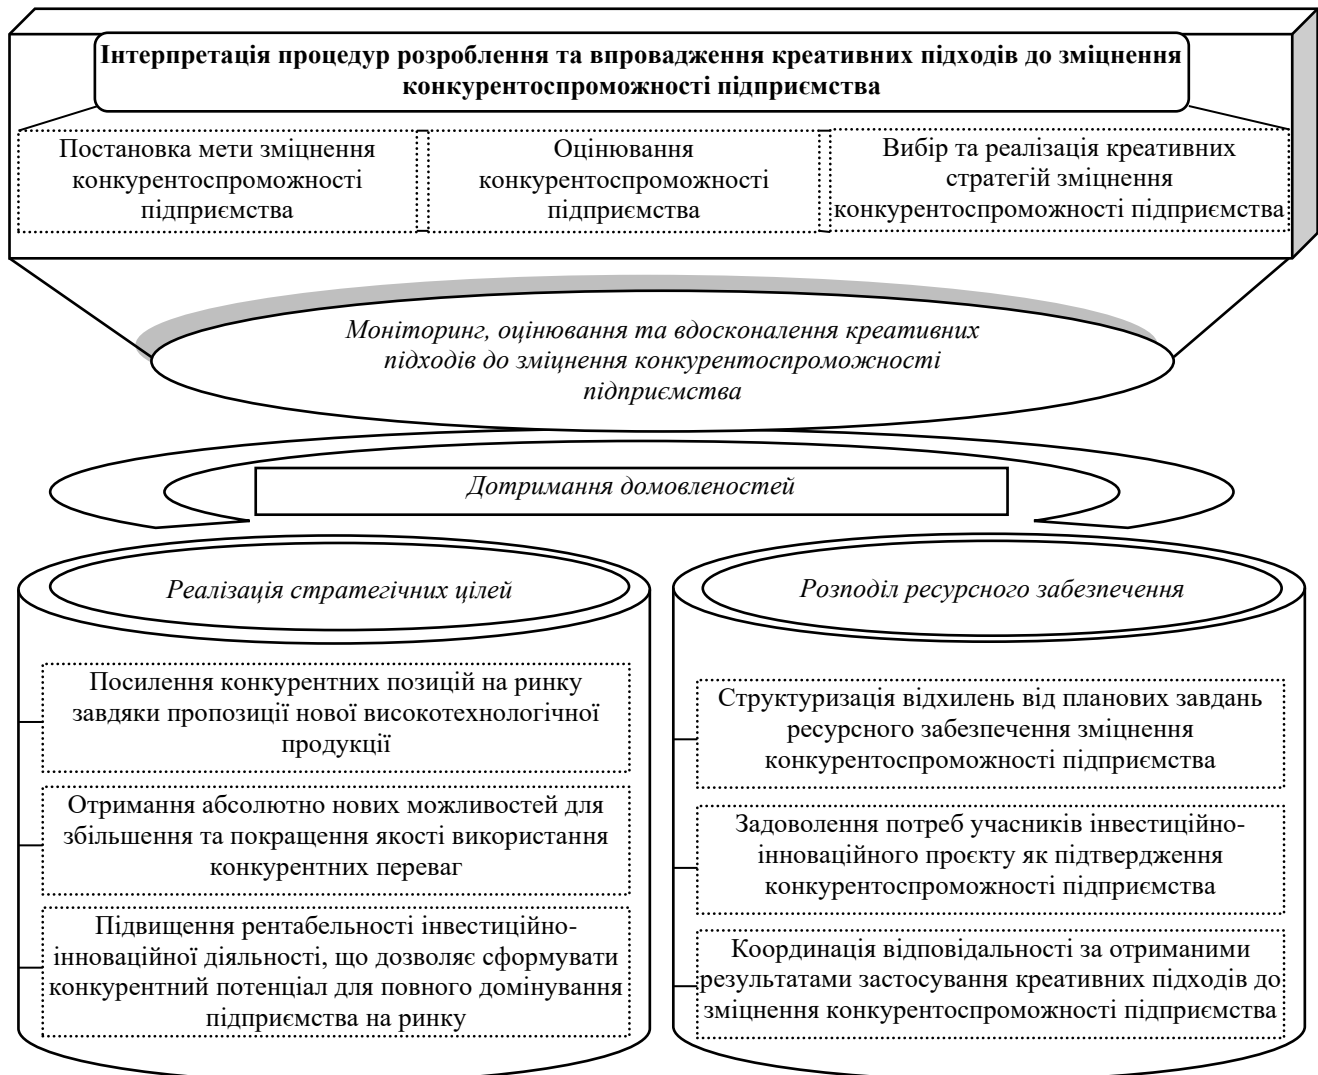 Інтерпретація процедур розроблення та впровадження креативних підходів до зміцнення
конкурентоспроможності підприємства
Постановка мети зміцнення
конкурентоспроможності
підприємства
Оцінювання
конкурентоспроможності
підприємства
Вибір та реалізація креативних
стратегій зміцнення
конкурентоспроможності підприємства
Моніторинг, оцінювання та вдосконалення креативних
підходів до зміцнення конкурентоспроможності
підприємства
Дотримання домовленостей
Реалізація стратегічних цілей
Посилення конкурентних позицій на ринку
завдяки пропозиції нової високотехнологічної
продукції
Отримання абсолютно нових можливостей для
збільшення та покращення якості використання
конкурентних переваг
Підвищення рентабельності інвестиційно-
інноваційної діяльності, що дозволяє сформувати
конкурентний потенціал для повного домінування
підприємства на ринку
Розподіл ресурсного забезпечення
Структуризація відхилень від планових завдань
ресурсного забезпечення зміцнення
конкурентоспроможності підприємства
Задоволення потреб учасників інвестиційно-
інноваційного проєкту як підтвердження
конкурентоспроможності підприємства
Координація відповідальності за отриманими
результатами застосування креативних підходів до
зміцнення конкурентоспроможності підприємства